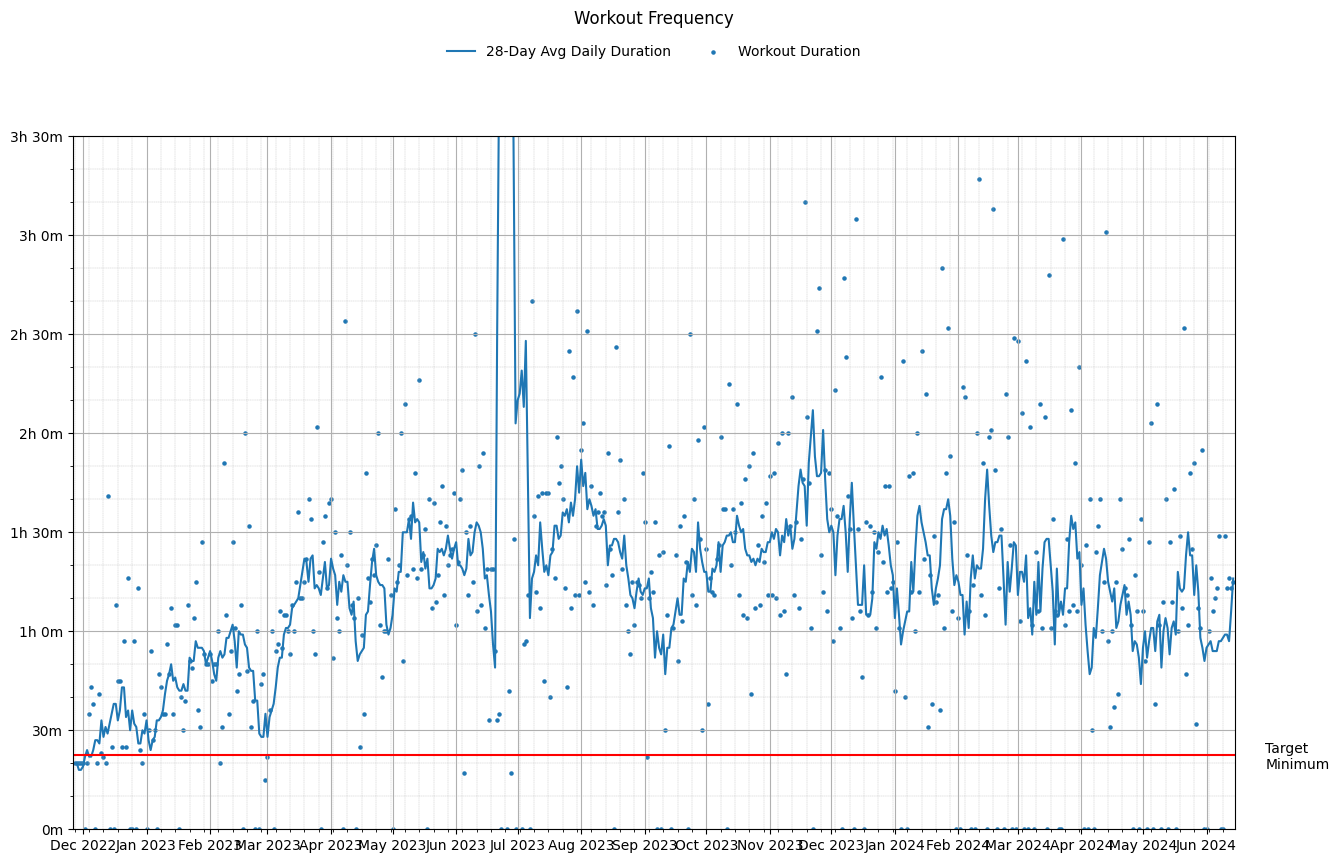 Workout Frequency
28-Day Avg Daily Duration
Workout Duration
3h 30m
3h 0m
2h 30m
2h 0m
1h 30m
1h 0m
30m
0m
Target
Minimum
Dec 2022
Jan 2023
Feb 2023
Mar 2023
Apr 2023
May 2023
Jun 2023
Jul 2023
Aug 2023
Sep 2023
Oct 2023
Nov 2023
Dec 2023
Jan 2024
Feb 2024
Mar 2024
Apr 2024
May 2024
Jun 2024